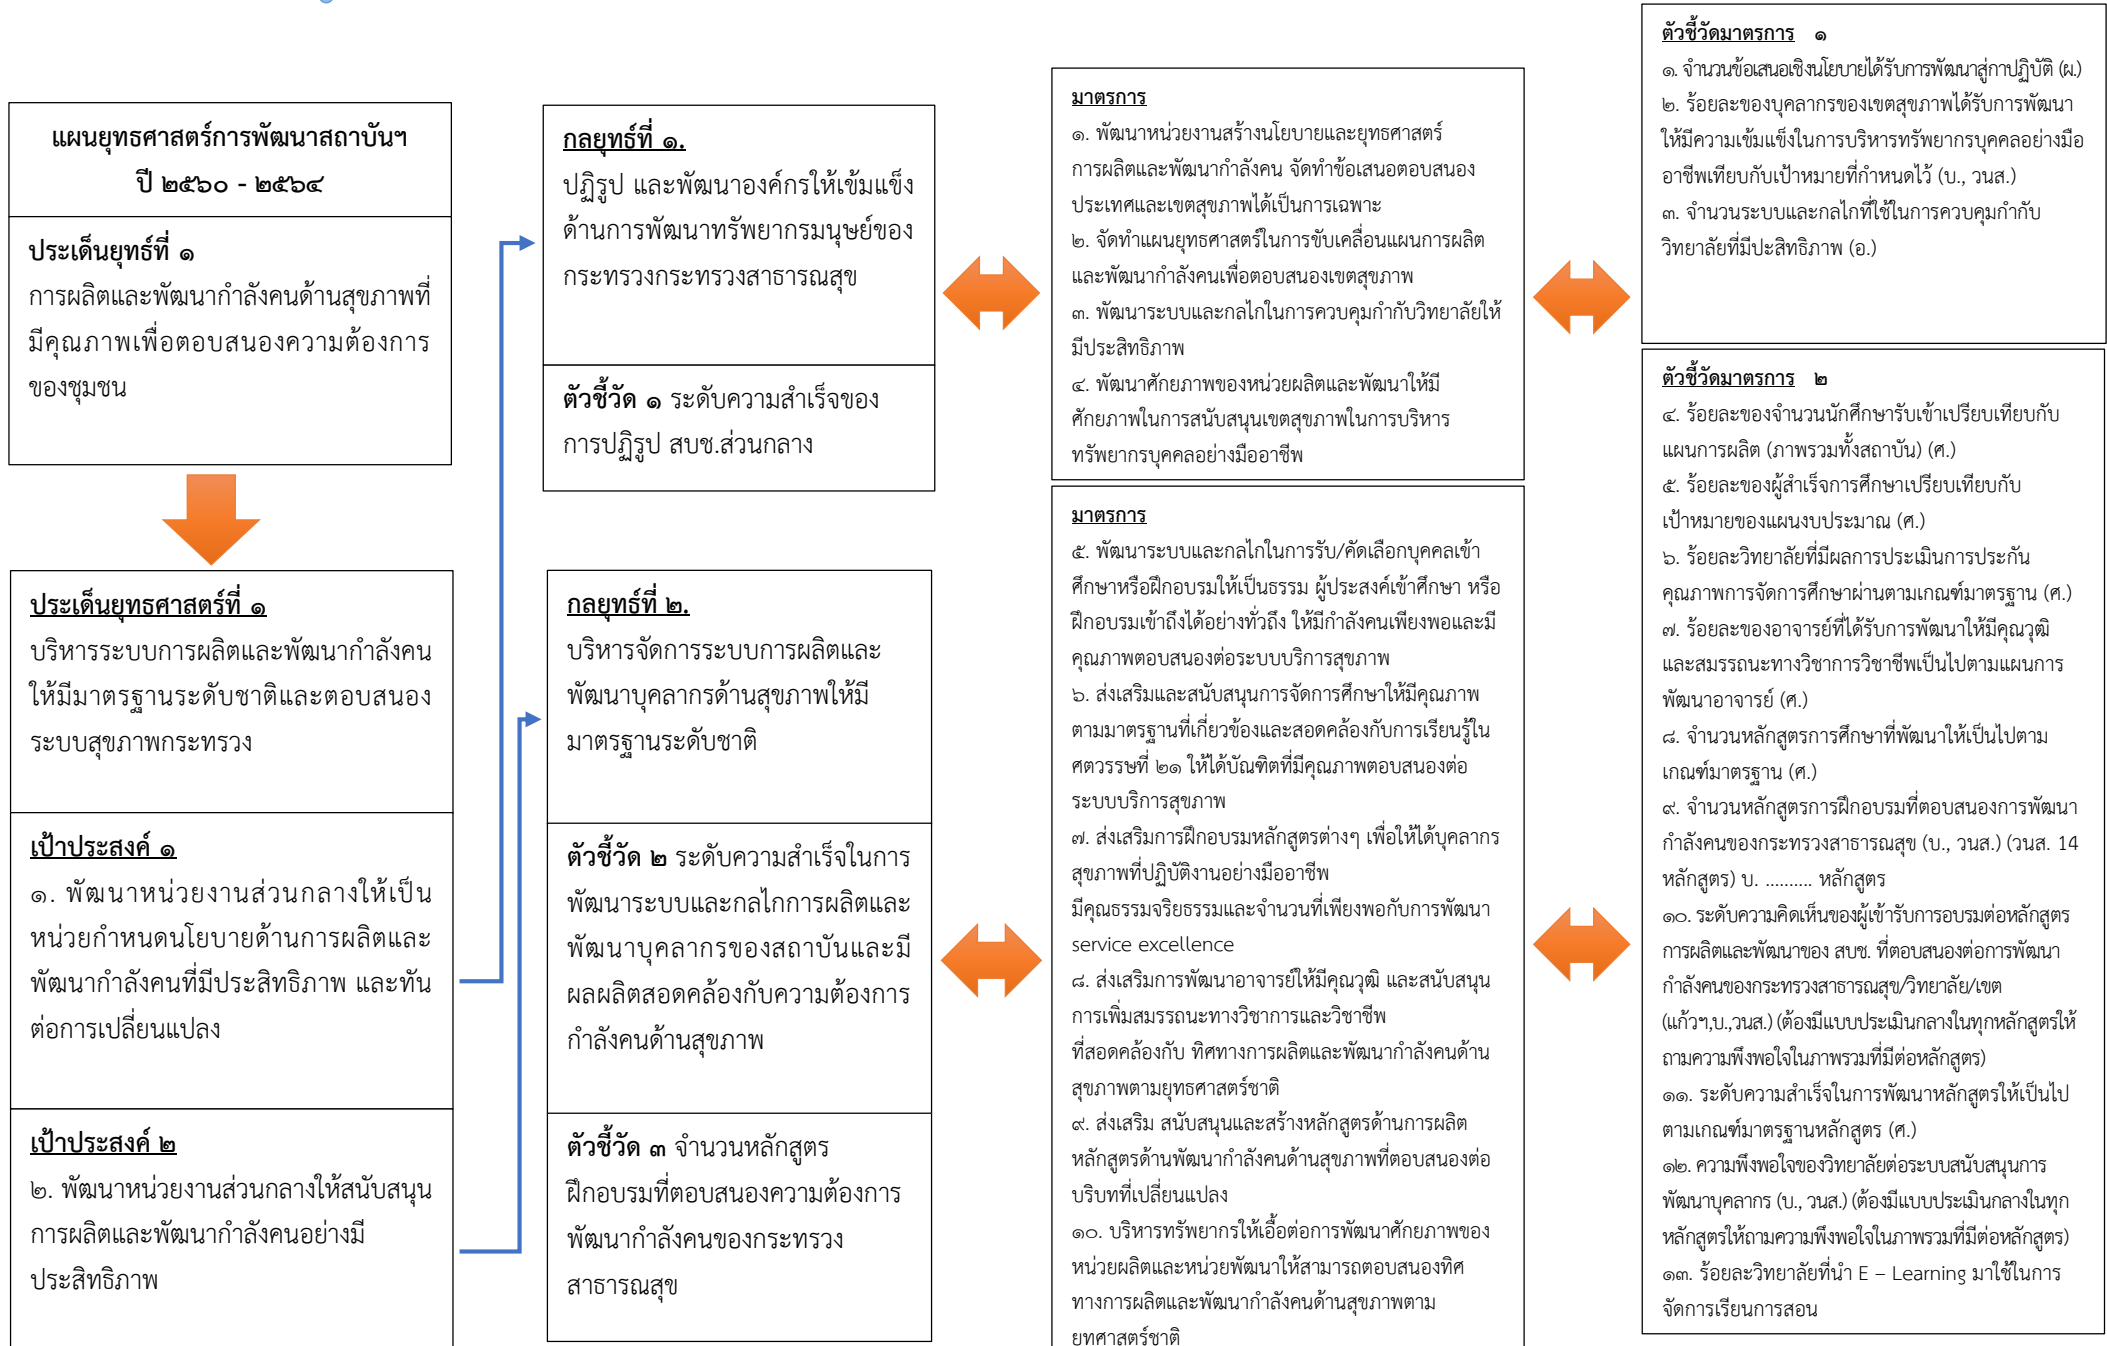 แผนยุทธศาสตร์การพัฒนาสถาบันฯ
ปี ๒๕๖๐ - ๒๕๖๔
ประเด็นยุทธ์ที่ ๑
การผลิตและพัฒนากำลังคนด้านสุขภาพที่
มีคุณภาพเพื่อตอบสนองความต้องการ
ของชุมชน
ประเด็นยุทธศาสตร์ที่ ๑
บริหารระบบการผลิตและพัฒนากำลังคน
ให้มีมาตรฐานระดับชาติและตอบสนอง
ระบบสุขภาพกระทรวง
เป้าประสงค์ ๑
๑. พัฒนาหน่วยงานส่วนกลางให้เป็น
หน่วยกำหนดนโยบายด้านการผลิตและ
พัฒนากำลังคนที่มีประสิทธิภาพ และทัน
ต่อการเปลี่ยนแปลง
เป้าประสงค์ ๒
๒. พัฒนาหน่วยงานส่วนกลางให้สนับสนุน
การผลิตและพัฒนากำลังคนอย่างมี
ประสิทธิภาพ
กลยุทธ์ที่ ๑.
ปฏิรูป และพัฒนาองค์กรให้เข้มแข็ง
ด้านการพัฒนาทรัพยากรมนุษย์ของ
กระทรวงกระทรวงสาธารณสุข
ตัวชี้วัด ๑ ระดับความสำเร็จของ
การปฏิรูป สบช.ส่วนกลาง
กลยุทธ์ที่ ๒.
บริหารจัดการระบบการผลิตและ
พัฒนาบุคลากรด้านสุขภาพให้มี
มาตรฐานระดับชาติ
ตัวชี้วัด ๒ ระดับความสำเร็จในการ
พัฒนาระบบและกลไกการผลิตและ
พัฒนาบุคลากรของสถาบันและมี
ผลผลิตสอดคล้องกับความต้องการ
กำลังคนด้านสุขภาพ
ตัวชี้วัด ๓ จำนวนหลักสูตร
ฝึกอบรมที่ตอบสนองความต้องการ
พัฒนากำลังคนของกระทรวง
สาธารณสุข
มาตรการ
๑. พัฒนาหน่วยงานสร้างนโยบายและยุทธศาสตร์
การผลิตและพัฒนากำลังคน จัดทำข้อเสนอตอบสนอง
ประเทศและเขตสุขภาพได้เป็นการเฉพาะ
๒. จัดทำแผนยุทธศาสตร์ในการขับเคลื่อนแผนการผลิต
และพัฒนากำลังคนเพื่อตอบสนองเขตสุขภาพ
๓. พัฒนาระบบและกลไกในการควบคุมกำกับวิทยาลัยให้
มีประสิทธิภาพ
๔. พัฒนาศักยภาพของหน่วยผลิตและพัฒนาให้มี
ศักยภาพในการสนับสนุนเขตสุขภาพในการบริหาร
ทรัพยากรบุคคลอย่างมืออาชีพ
มาตรการ
๕. พัฒนาระบบและกลไกในการรับ/คัดเลือกบุคคลเข้า
ศึกษาหรือฝึกอบรมให้เป็นธรรม ผู้ประสงค์เข้าศึกษา หรือ
ฝึกอบรมเข้าถึงได้อย่างทั่วถึง ให้มีกำลังคนเพียงพอและมี
คุณภาพตอบสนองต่อระบบบริการสุขภาพ
๖. ส่งเสริมและสนับสนุนการจัดการศึกษาให้มีคุณภาพ
ตามมาตรฐานที่เกี่ยวข้องและสอดคล้องกับการเรียนรู้ใน
ศตวรรษที่ ๒๑ ให้ได้บัณฑิตที่มีคุณภาพตอบสนองต่อ
ระบบบริการสุขภาพ
๗. ส่งเสริมการฝึกอบรมหลักสูตรต่างๆ เพื่อให้ได้บุคลากร
สุขภาพที่ปฏิบัติงานอย่างมืออาชีพ
มีคุณธรรมจริยธรรมและจำนวนที่เพียงพอกับการพัฒนา
service excellence
๘. ส่งเสริมการพัฒนาอาจารย์ให้มีคุณวุฒิ และสนับสนุน
การเพิ่มสมรรถนะทางวิชาการและวิชาชีพ
ที่สอดคล้องกับ ทิศทางการผลิตและพัฒนากำลังคนด้าน
สุขภาพตามยุทธศาสตร์ชาติ
๙. ส่งเสริม สนับสนุนและสร้างหลักสูตรด้านการผลิต
หลักสูตรด้านพัฒนากำลังคนด้านสุขภาพที่ตอบสนองต่อ
บริบทที่เปลี่ยนแปลง
๑๐. บริหารทรัพยากรให้เอื้อต่อการพัฒนาศักยภาพของ
หน่วยผลิตและหน่วยพัฒนาให้สามารถตอบสนองทิศ
ทางการผลิตและพัฒนากำลังคนด้านสุขภาพตาม
ยุทศาสตร์ชาติ
ตัวชี้วัดมาตรการ ๑
๑. จำนวนข้อเสนอเชิงนโยบายได้รับการพัฒนาสู่กาปฏิบัติ (ผ.)
๒. ร้อยละของบุคลากรของเขตสุขภาพได้รับการพัฒนา
ให้มีความเข้มแข็งในการบริหารทรัพยากรบุคคลอย่างมือ
อาชีพเทียบกับเป้าหมายที่กำหนดไว้ (บ., วนส.)
๓. จำนวนระบบและกลไกที่ใช้ในการควบคุมกำกับ
วิทยาลัยที่มีปะสิทธิภาพ (อ.)
ตัวชี้วัดมาตรการ ๒
๔. ร้อยละของจำนวนนักศึกษารับเข้าเปรียบเทียบกับ
แผนการผลิต (ภาพรวมทั้งสถาบัน) (ศ.)
๕. ร้อยละของผู้สำเร็จการศึกษาเปรียบเทียบกับ
เป้าหมายของแผนงบประมาณ (ศ.)
๖. ร้อยละวิทยาลัยที่มีผลการประเมินการประกัน
คุณภาพการจัดการศึกษาผ่านตามเกณฑ์มาตรฐาน (ศ.)
๗. ร้อยละของอาจารย์ที่ได้รับการพัฒนาให้มีคุณวุฒิ
และสมรรถนะทางวิชาการวิชาชีพเป็นไปตามแผนการ
พัฒนาอาจารย์ (ศ.)
๘. จำนวนหลักสูตรการศึกษาที่พัฒนาให้เป็นไปตาม
เกณฑ์มาตรฐาน (ศ.)
๙. จำนวนหลักสูตรการฝึกอบรมที่ตอบสนองการพัฒนา
กำลังคนของกระทรวงสาธารณสุข (บ., วนส.) (วนส. 14
หลักสูตร) บ. .......... หลักสูตร
๑๐. ระดับความคิดเห็นของผู้เข้ารับการอบรมต่อหลักสูตร
การผลิตและพัฒนาของ สบช. ที่ตอบสนองต่อการพัฒนา
กำลังคนของกระทรวงสาธารณสุข/วิทยาลัย/เขต
(แก้วฯ,บ.,วนส.) (ต้องมีแบบประเมินกลางในทุกหลักสูตรให้
ถามความพึงพอใจในภาพรวมที่มีต่อหลักสูตร)
๑๑. ระดับความสำเร็จในการพัฒนาหลักสูตรให้เป็นไป
ตามเกณฑ์มาตรฐานหลักสูตร (ศ.)
๑๒. ความพึงพอใจของวิทยาลัยต่อระบบสนับสนุนการ
พัฒนาบุคลากร (บ., วนส.) (ต้องมีแบบประเมินกลางในทุก
หลักสูตรให้ถามความพึงพอใจในภาพรวมที่มีต่อหลักสูตร)
๑๓. ร้อยละวิทยาลัยที่นำ E – Learning มาใช้ในการ
จัดการเรียนการสอน